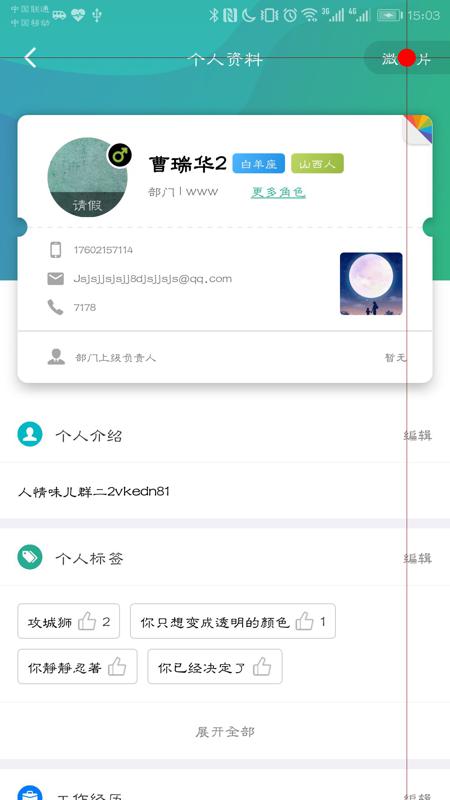 中国联通
中国移动
3G
4G
15:03
个人资料
微 片
曹瑞华2
白羊座
山西人
部门 | www
更多角色
请假
17602157114
Jsjsjjsjsjj8djsjjsjs@qq.com
7178
部门上级负责人
暂无
个人介绍
编辑
人情味儿群二2vkedn81
个人标签
编辑
攻城狮 2
你只想变成透明的颜色 1
你静静忍著
你已经决定了
展开全部
工作经历
编辑